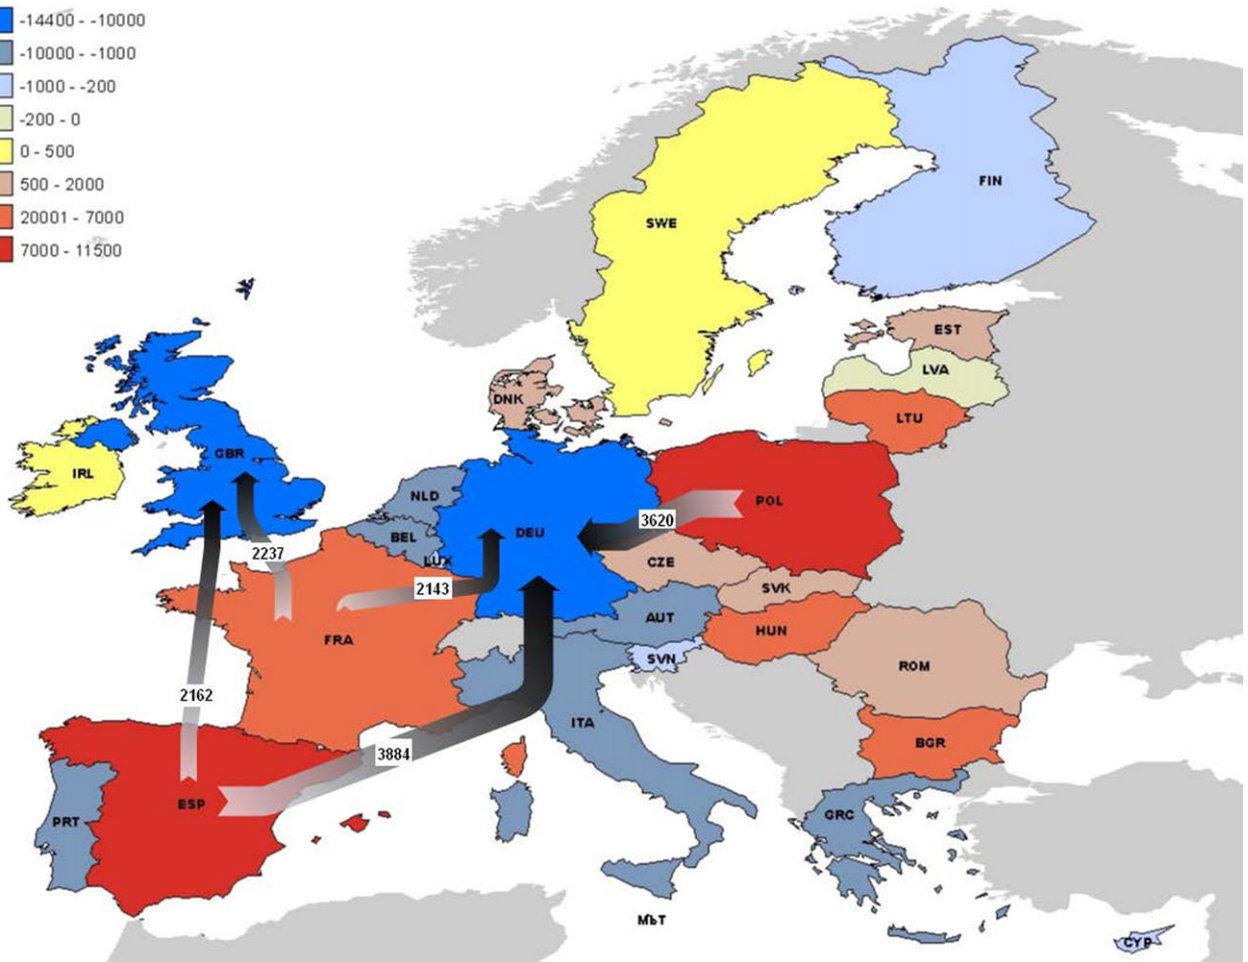 -14400 - -10000
-10000 - -1000
-1000 - -200
-200 - 0
0 - 500
500 - 2000
20001 - 7000
7000 - 11500
FIN
SWE
EST
LVA
DNK
LTU
GBR
IRL
NLD
POL
3620
DEU
BEL
2237
LUX
CZE
2143
SVK
AUT
HUN
FRA
SVN
ROM
2162
ITA
BGR
3884
ESP
GRC
PRT
MLT
CYP